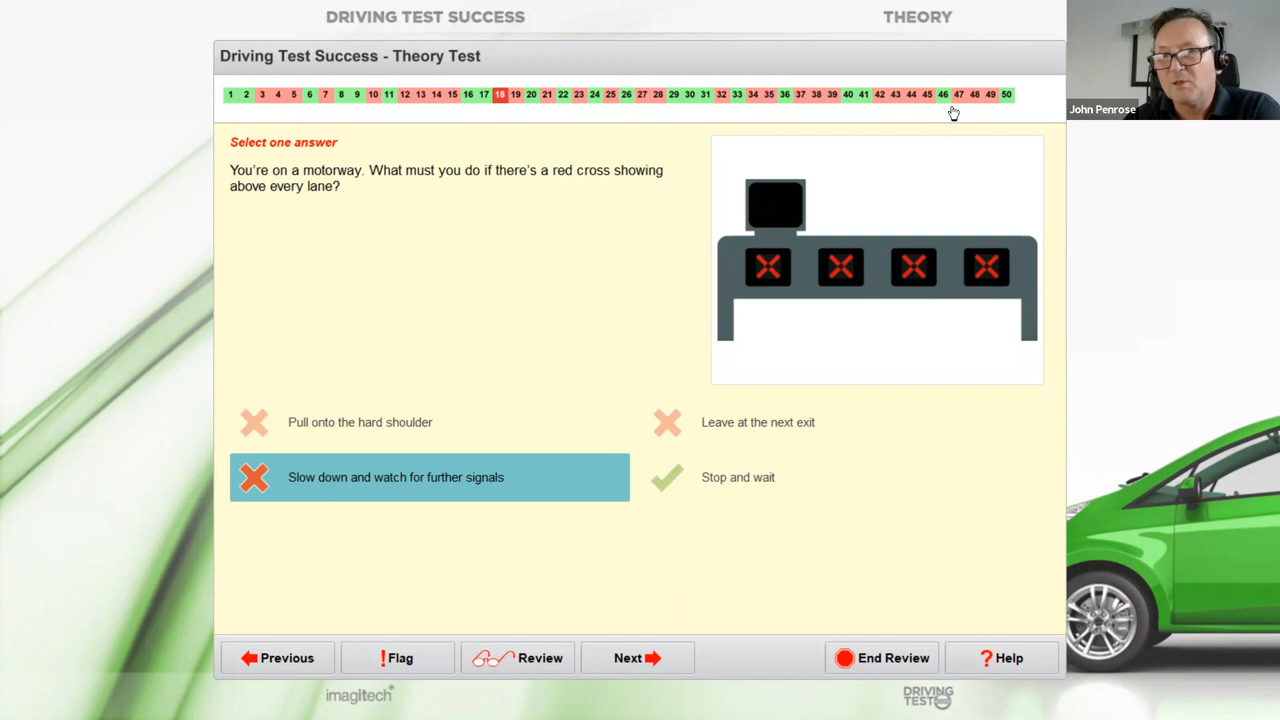 DRIVING TEST SUCCESS THEORY
John Penrose
Driving Test Success - Theory Test
1 2 3 4 5 6 7 8 9 10 11 12 13 14 15 16 17 18 19 20 21 22 23 24 25 26 27 28 29 30 31 32 33 34 35 36 37 38 39 40 41 42 43 44 45 46 47 48 49 50
Select one answer
You're on a motorway. What must you do if there's a red cross showing
above every lane?
Pull onto the hard shoulder
Leave at the next exit
Slow down and watch for further signals
Stop and wait
Previous
!Flag
Review
Next
End Review
?Help
imagitech
DRIVING
TEST